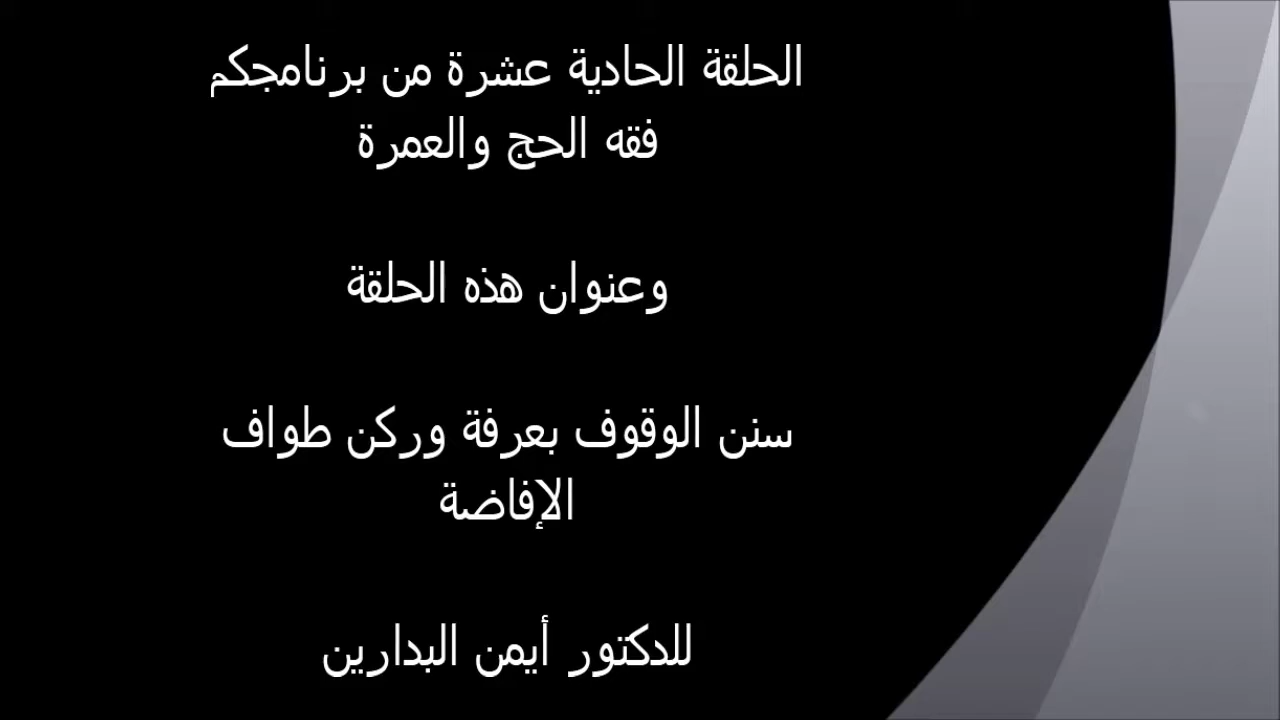 الحلقة الحادية عشرة من برنامجكم
فقه الحج والعمرة
وعنوان هذه الحلقة
سنن الوقوف بعرفة وركن طواف
الإفاضة
للدكتور أيمن البدارين